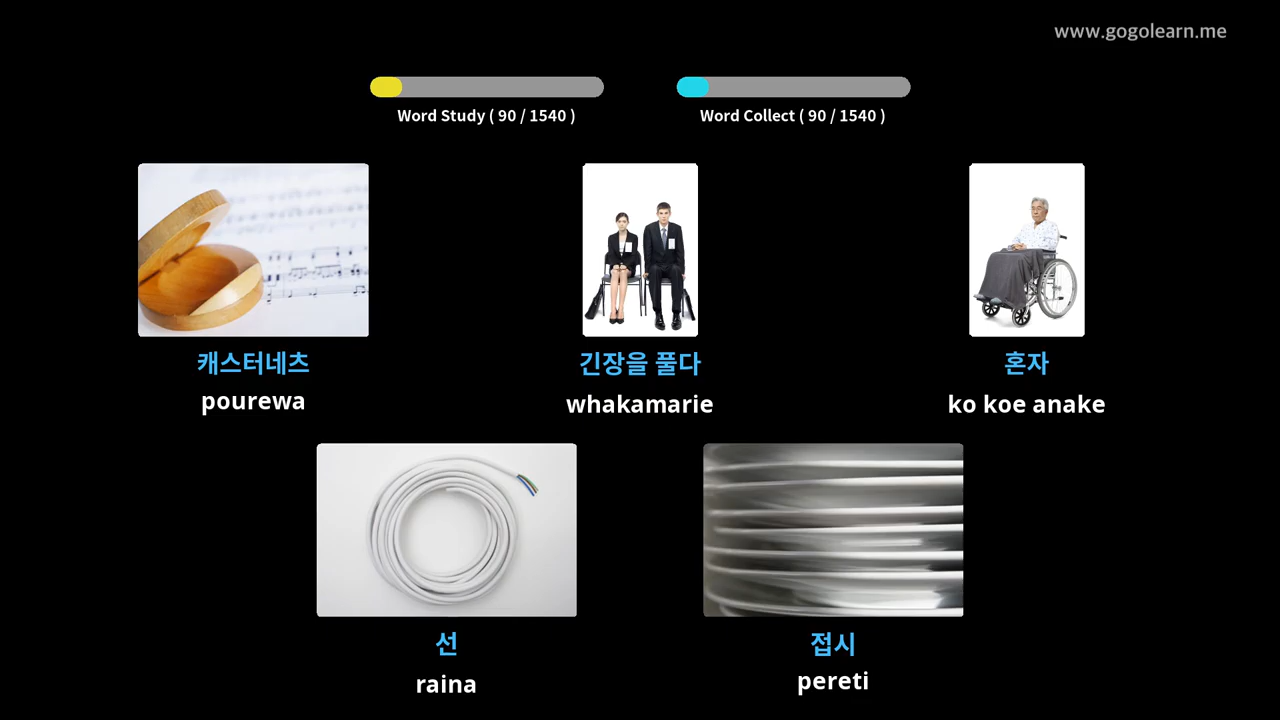 www.gogolearn.me
Word Study ( 90 / 1540 )
Word Collect ( 90 / 1540 )
캐스터네츠
pourewa
긴장을 풀다
whakamarie
혼자
ko koe anake
선
raina
접시
pereti